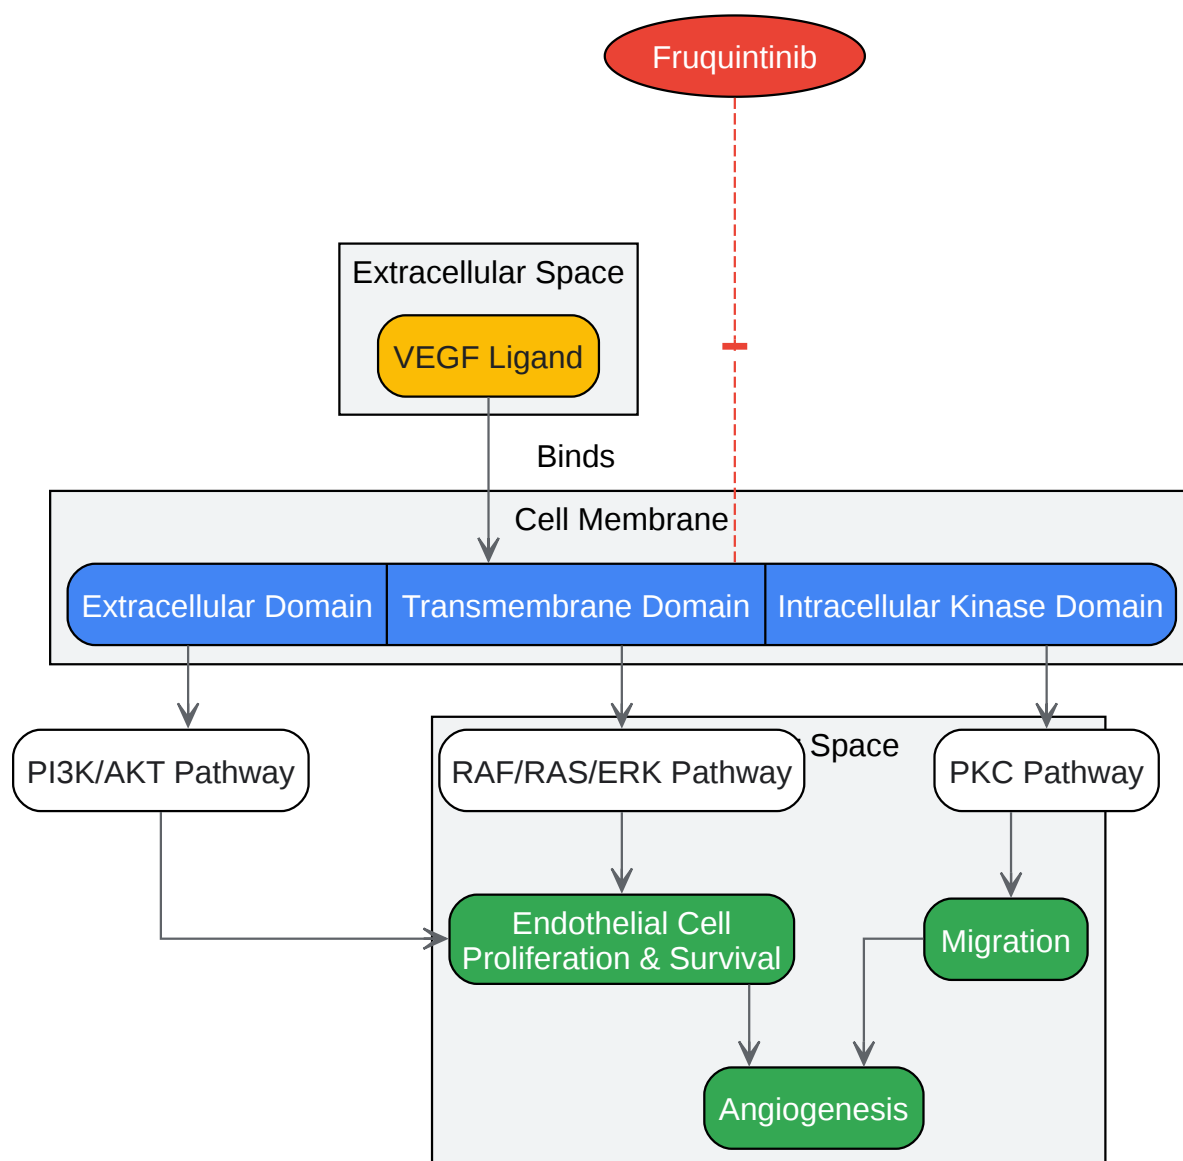 Fruquintinib
Extracellular Space
VEGF Ligand
Binds
Cell Membrane
Extracellular Domain
Transmembrane Domain
Intracellular Kinase Domain
Space
PI3K/AKT Pathway
RAF/RAS/ERK Pathway
PKC Pathway
Endothelial Cell
Proliferation & Survival
Migration
Angiogenesis